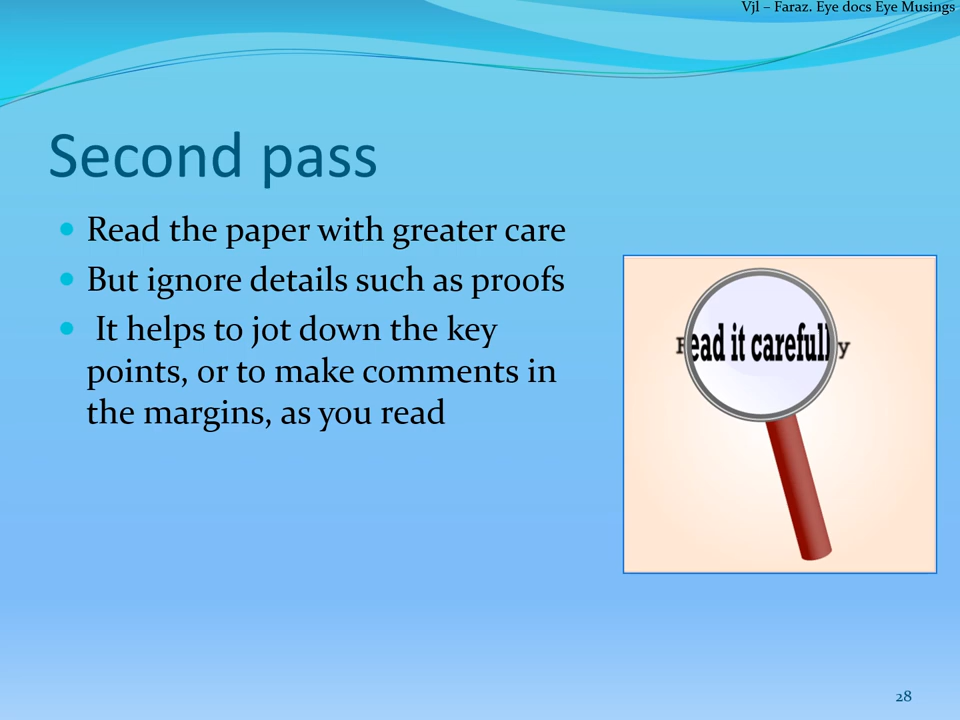 Vjl – Faraz. Eye docs Eye Musings
Second pass
Read the paper with greater care
But ignore details such as proofs
It helps to jot down the key
points, or to make comments in
the margins, as you read
Read it carefully
28